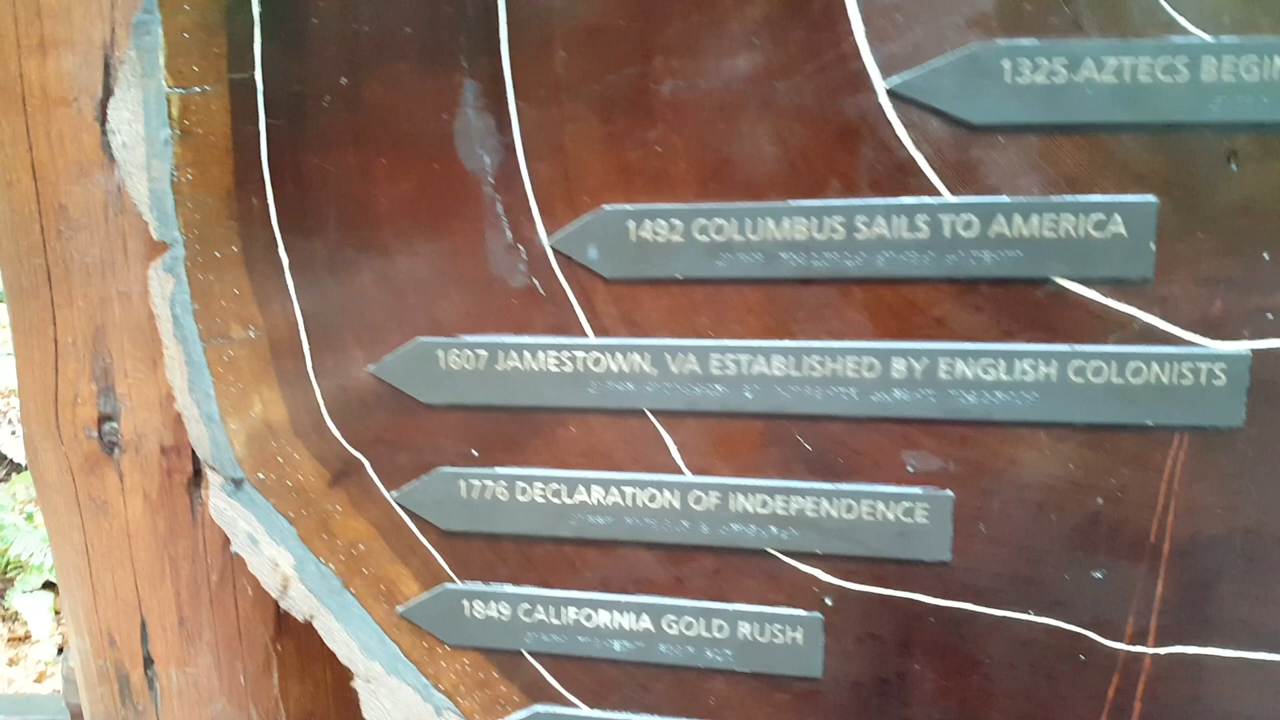 1325 AZTECS BEGIN
1492 COLUMBUS SAILS TO AMERICA
1607 JAMESTOWN, VA ESTABLISHED BY ENGLISH COLONISTS
1776 DECLARATION OF INDEPENDENCE
1849 CALIFORNIA GOLD RUSH